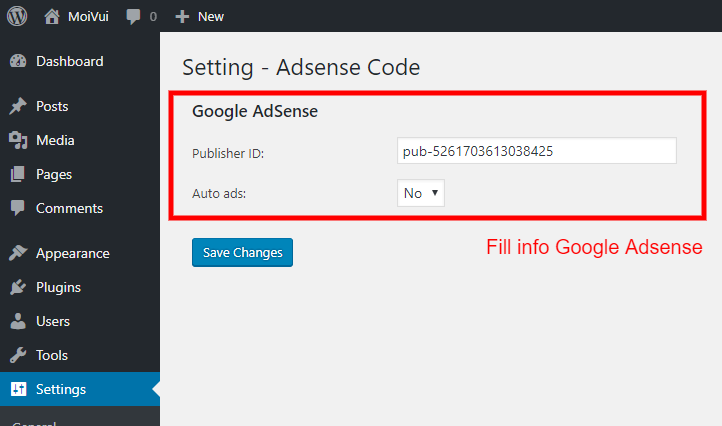 MoiVui 0 New
Dashboard
Posts
Media
Pages
Comments
Appearance
Plugins
Users
Tools
Settings
General
Setting - Adsense Code
Google AdSense
Publisher ID: pub-5261703613038425
Auto ads: No
Save Changes
Fill info Google Adsense